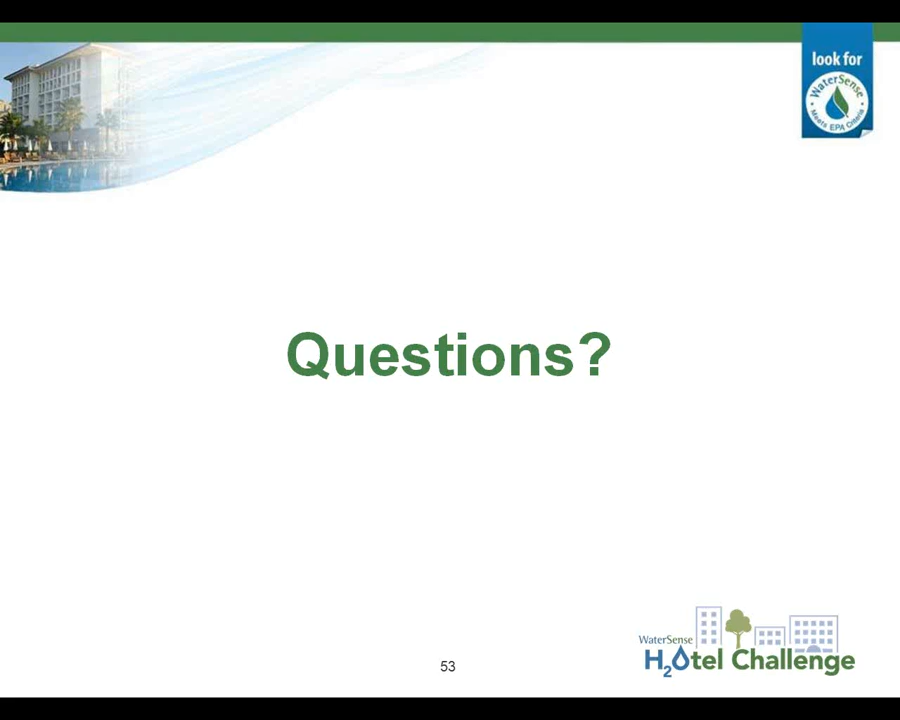 look for
WaterSense
Meets EPA Criteria
Questions?
WaterSense
H2Otel Challenge
53